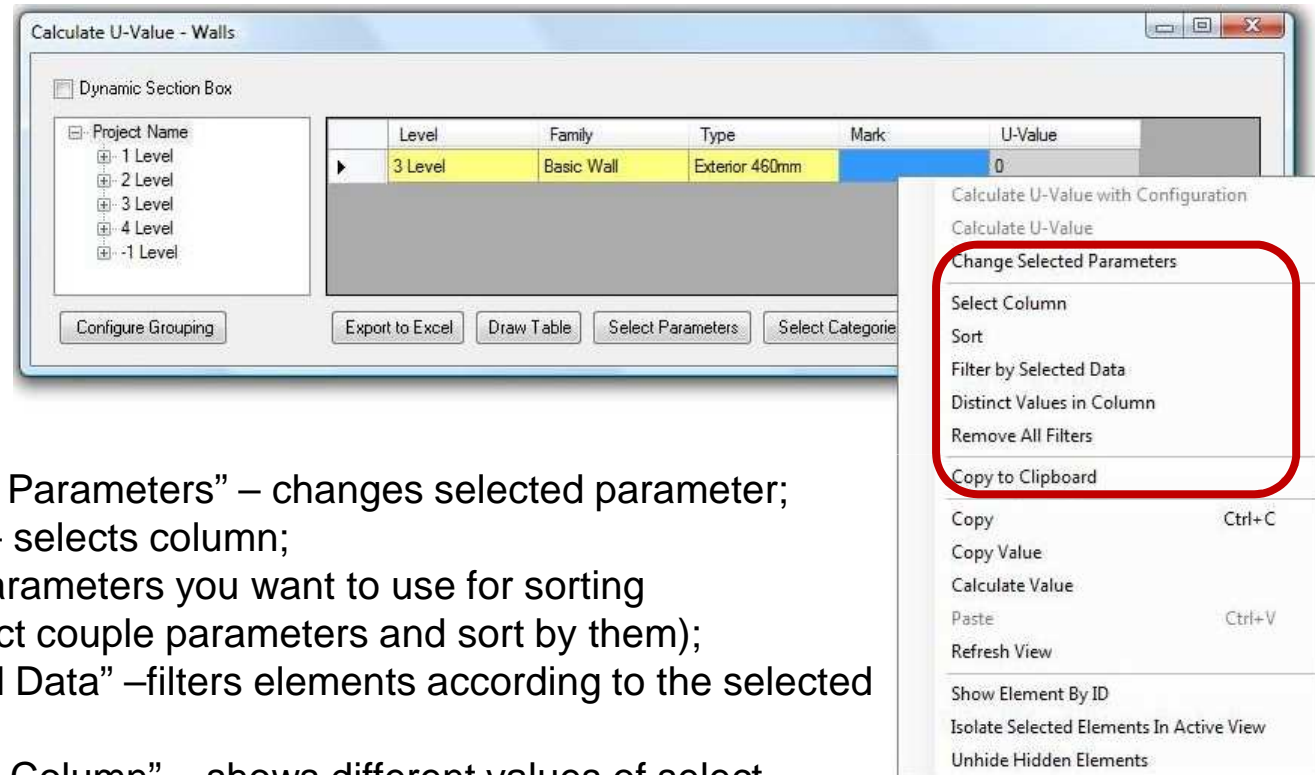 Calculate U-Value - Walls
Dynamic Section Box
Project Name
1 Level
2 Level
3 Level
4 Level
-1 Level
Level Family Type Mark U-Value
3 Level Basic Wall Exterior 460mm 0
Configure Grouping
Export to Excel Draw Table Select Parameters Select Categorie
Calculate U-Value with Configuration
Calculate U-Value
Change Selected Parameters
Select Column
Sort
Filter by Selected Data
Distinct Values in Column
Remove All Filters
Copy to Clipboard
Copy Ctrl+C
Copy Value
Calculate Value
Paste Ctrl+V
Refresh View
Show Element By ID
Isolate Selected Elements In Active View
Unhide Hidden Elements
Parameters” – changes selected parameter;
- selects column;
arameters you want to use for sorting
ct couple parameters and sort by them);
Data” –filters elements according to the selected
Column” – shows different values of select